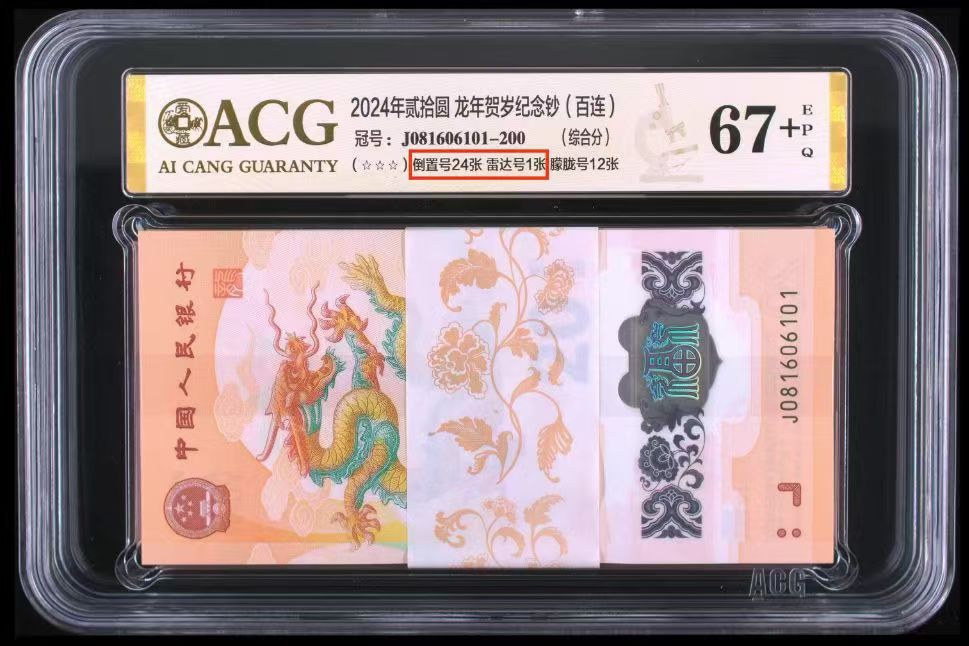 ACG
AI CANG GUARANTY
2024年贰拾圆 龙年贺岁纪念钞(百连)
冠号:J081606101-200 (综合分)
(☆☆☆)倒置号24张 雷达号1张 朦胧号12张
67+
EPQ
中国人民银行
J081606101
ACG